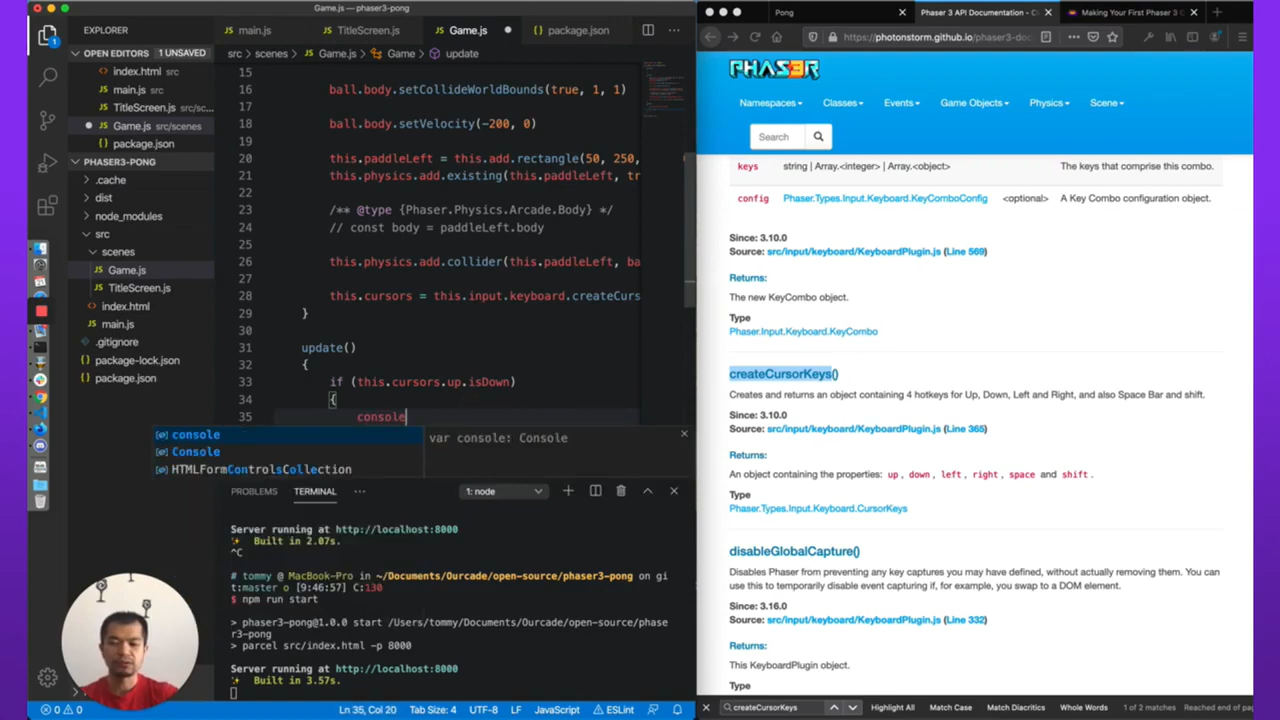 Game.js — phaser3-pong
EXPLORER
OPEN EDITORS 1 UNSAVED
index.html src
main.js src
TitleScreen.js src/sc...
Game.js src/scenes
package.json
PHASER3-PONG
.cache
dist
node_modules
src
scenes
Game.js
TitleScreen.js
index.html
main.js
.gitignore
package-lock.json
package.json
main.js
TitleScreen.js
Game.js
package.json
src > scenes > Game.js > Game > update
15
16 ball.body.setCollideWorldBounds(true, 1, 1)
17
18 ball.body.setVelocity(-200, 0)
19
20 this.paddleLeft = this.add.rectangle(50, 250,
21 this.physics.add.existing(this.paddleLeft, tr
22
23 /** @type {Phaser.Physics.Arcade.Body} */
24 // const body = paddleLeft.body
25
26 this.physics.add.collider(this.paddleLeft, ba
27
28 this.cursors = this.input.keyboard.createCurs
29 }
30
31 update()
32 {
33 if (this.cursors.up.isDown)
34 {
35 console
console
Console
HTMLFormControlsCollection
var console: Console
PROBLEMS TERMINAL ... 1: node
Server running at http://localhost:8000
✨ Built in 2.07s.
^C
# tommy @ MacBook-Pro in ~/Documents/Ourcade/open-source/phaser3-pong on gi
t:master o [9:46:57] C:130
$ npm run start
> phaser3-pong@1.0.0 start /Users/tommy/Documents/Ourcade/open-source/phase
r3-pong
> parcel src/index.html -p 8000
Server running at http://localhost:8000
✨ Built in 3.57s.
0 0 Ln 35, Col 20 Tab Size: 4 UTF-8 LF JavaScript ESLint
Pong
Phaser 3 API Documentation - C
Making Your First Phaser 3 G
https://photonstorm.github.io/phaser3-doc
PHAS3R
Namespaces Classes Events Game Objects Physics Scene
Search
keys string | Array.<integer> | Array.<object> The keys that comprise this combo.
config Phaser.Types.Input.Keyboard.KeyComboConfig <optional> A Key Combo configuration object.
Since: 3.10.0
Source: src/input/keyboard/KeyboardPlugin.js (Line 569)
Returns:
The new KeyCombo object.
Type
Phaser.Input.Keyboard.KeyCombo
createCursorKeys()
Creates and returns an object containing 4 hotkeys for Up, Down, Left and Right, and also Space Bar and shift.
Since: 3.10.0
Source: src/input/keyboard/KeyboardPlugin.js (Line 365)
Returns:
An object containing the properties: up, down, left, right, space and shift.
Type
Phaser.Types.Input.Keyboard.CursorKeys
disableGlobalCapture()
Disables Phaser from preventing any key captures you may have defined, without actually removing them. You can
use this to temporarily disable event capturing if, for example, you swap to a DOM element.
Since: 3.16.0
Source: src/input/keyboard/KeyboardPlugin.js (Line 332)
Returns:
This KeyboardPlugin object.
Type
createCursorKeys Highlight All Match Case Match Diacritics Whole Words 1 of 2 matches Reached end of pag